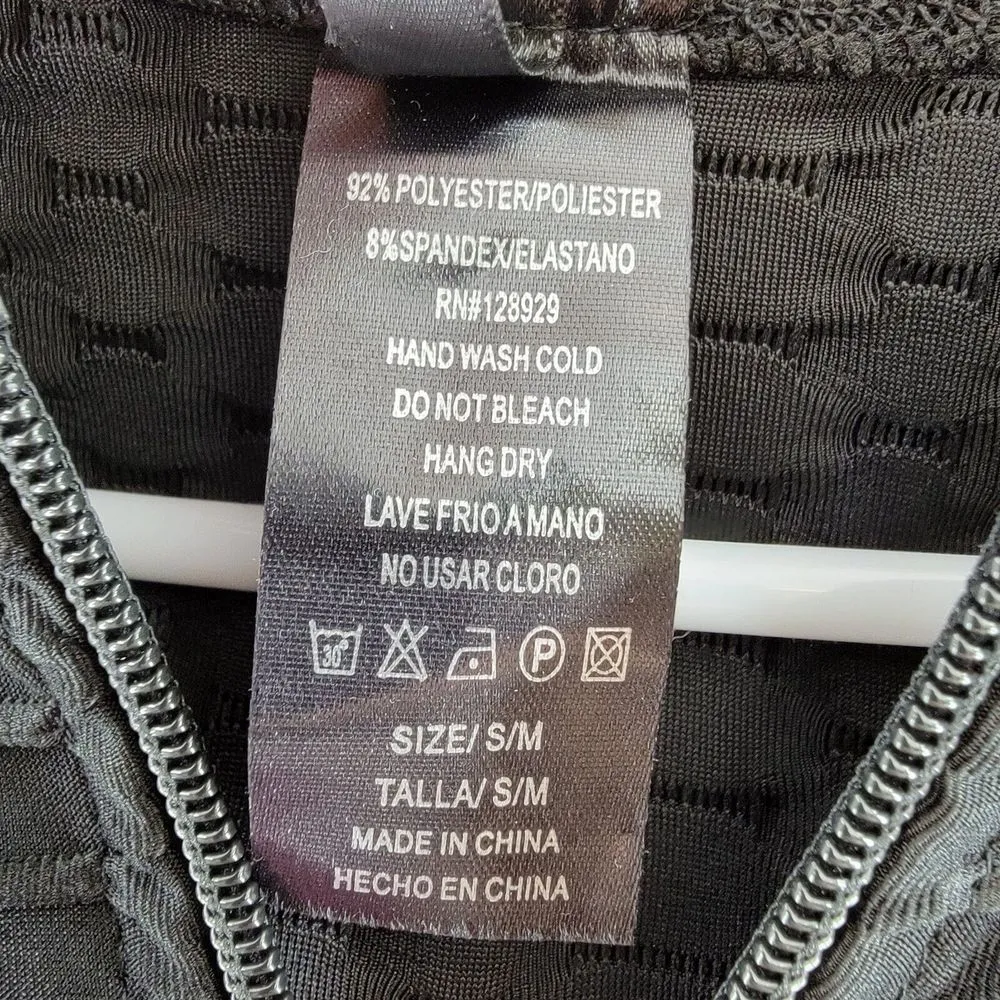 92% POLYESTER/POLIESTER
8%SPANDEX/ELASTANO
RN#128929
HAND WASH COLD
DO NOT BLEACH
HANG DRY
LAVE FRIO A MANO
NO USAR CLORO
30° P
SIZE/ S/M
TALLA/ S/M
MADE IN CHINA
HECHO EN CHINA